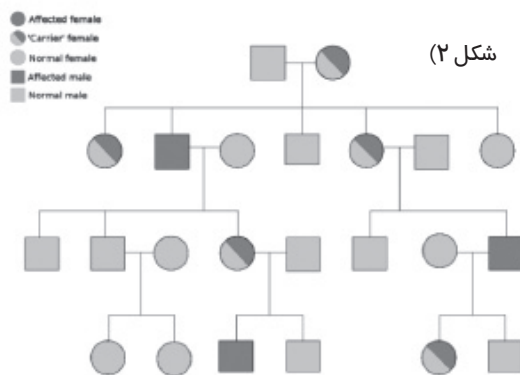 Affected female
'Carrier' female
Normal female
Affected male
Normal male
شکل ۲)